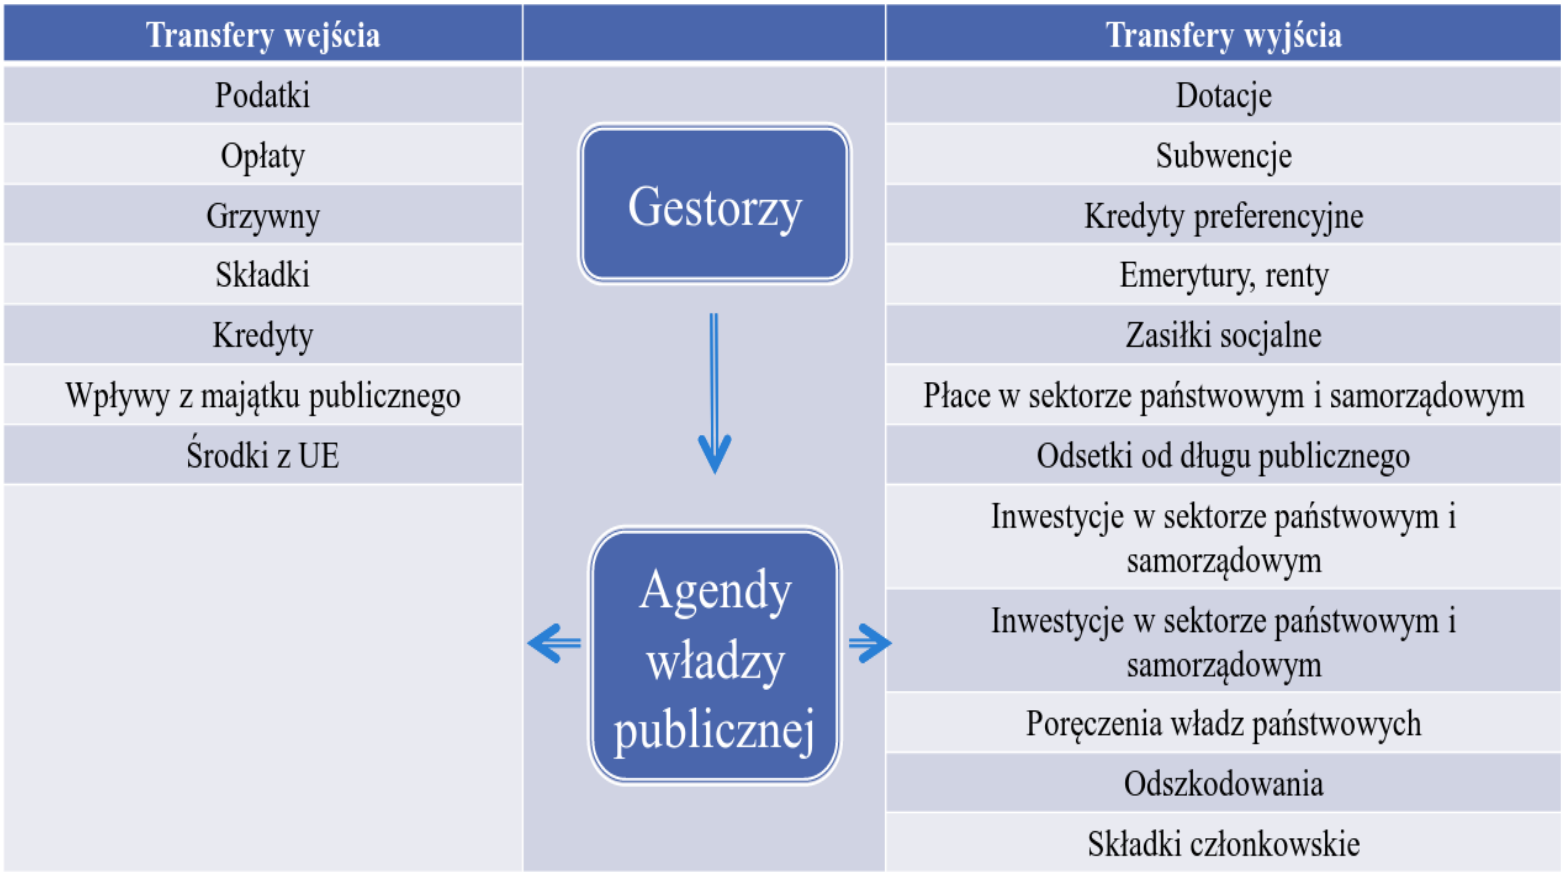 Transfery wejścia
Podatki
Opłaty
Grzywny
Składki
Kredyty
Wpływy z majątku publicznego
Środki z UE
Gestorzy
Agendy
władzy
publicznej
Transfery wyjścia
Dotacje
Subwencje
Kredyty preferencyjne
Emerytury, renty
Zasiłki socjalne
Płace w sektorze państwowym i samorządowym
Odsetki od długu publicznego
Inwestycje w sektorze państwowym i
samorządowym
Inwestycje w sektorze państwowym i
samorządowym
Poręczenia władz państwowych
Odszkodowania
Składki członkowskie